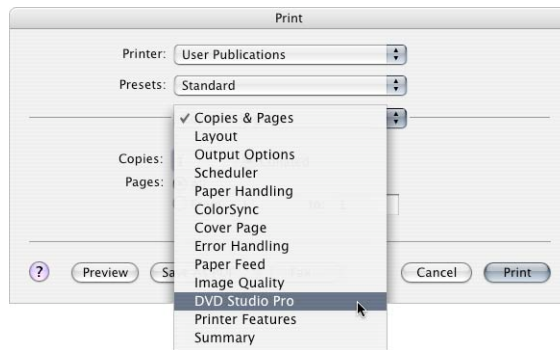 Print
Printer: User Publications
Presets: Standard
✓ Copies & Pages
Layout
Output Options
Scheduler
Paper Handling
ColorSync
Cover Page
Error Handling
Paper Feed
Image Quality
DVD Studio Pro
Printer Features
Summary
Copies:
Pages:
? Preview Sa Cancel Print